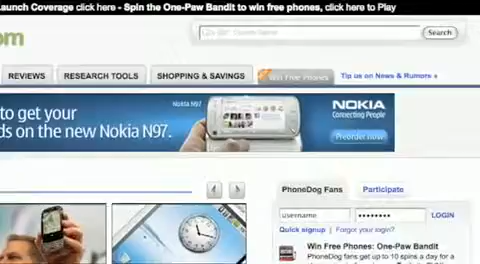 Launch Coverage click here - Spin the One-Paw Bandit to win free phones, click here to Play
om
Search
REVIEWS
RESEARCH TOOLS
SHOPPING & SAVINGS
Win Free Phones
Tip us on News & Rumors »
to get your
ds on the new Nokia N97.
NOKIA N97
NOKIA
Connecting People
Preorder now
PhoneDog Fans
Participate
username
LOGIN
Quick signup | Forgot your login?
Win Free Phones: One-Paw Bandit
PhoneDog Fans get up to 10 spins a day for a